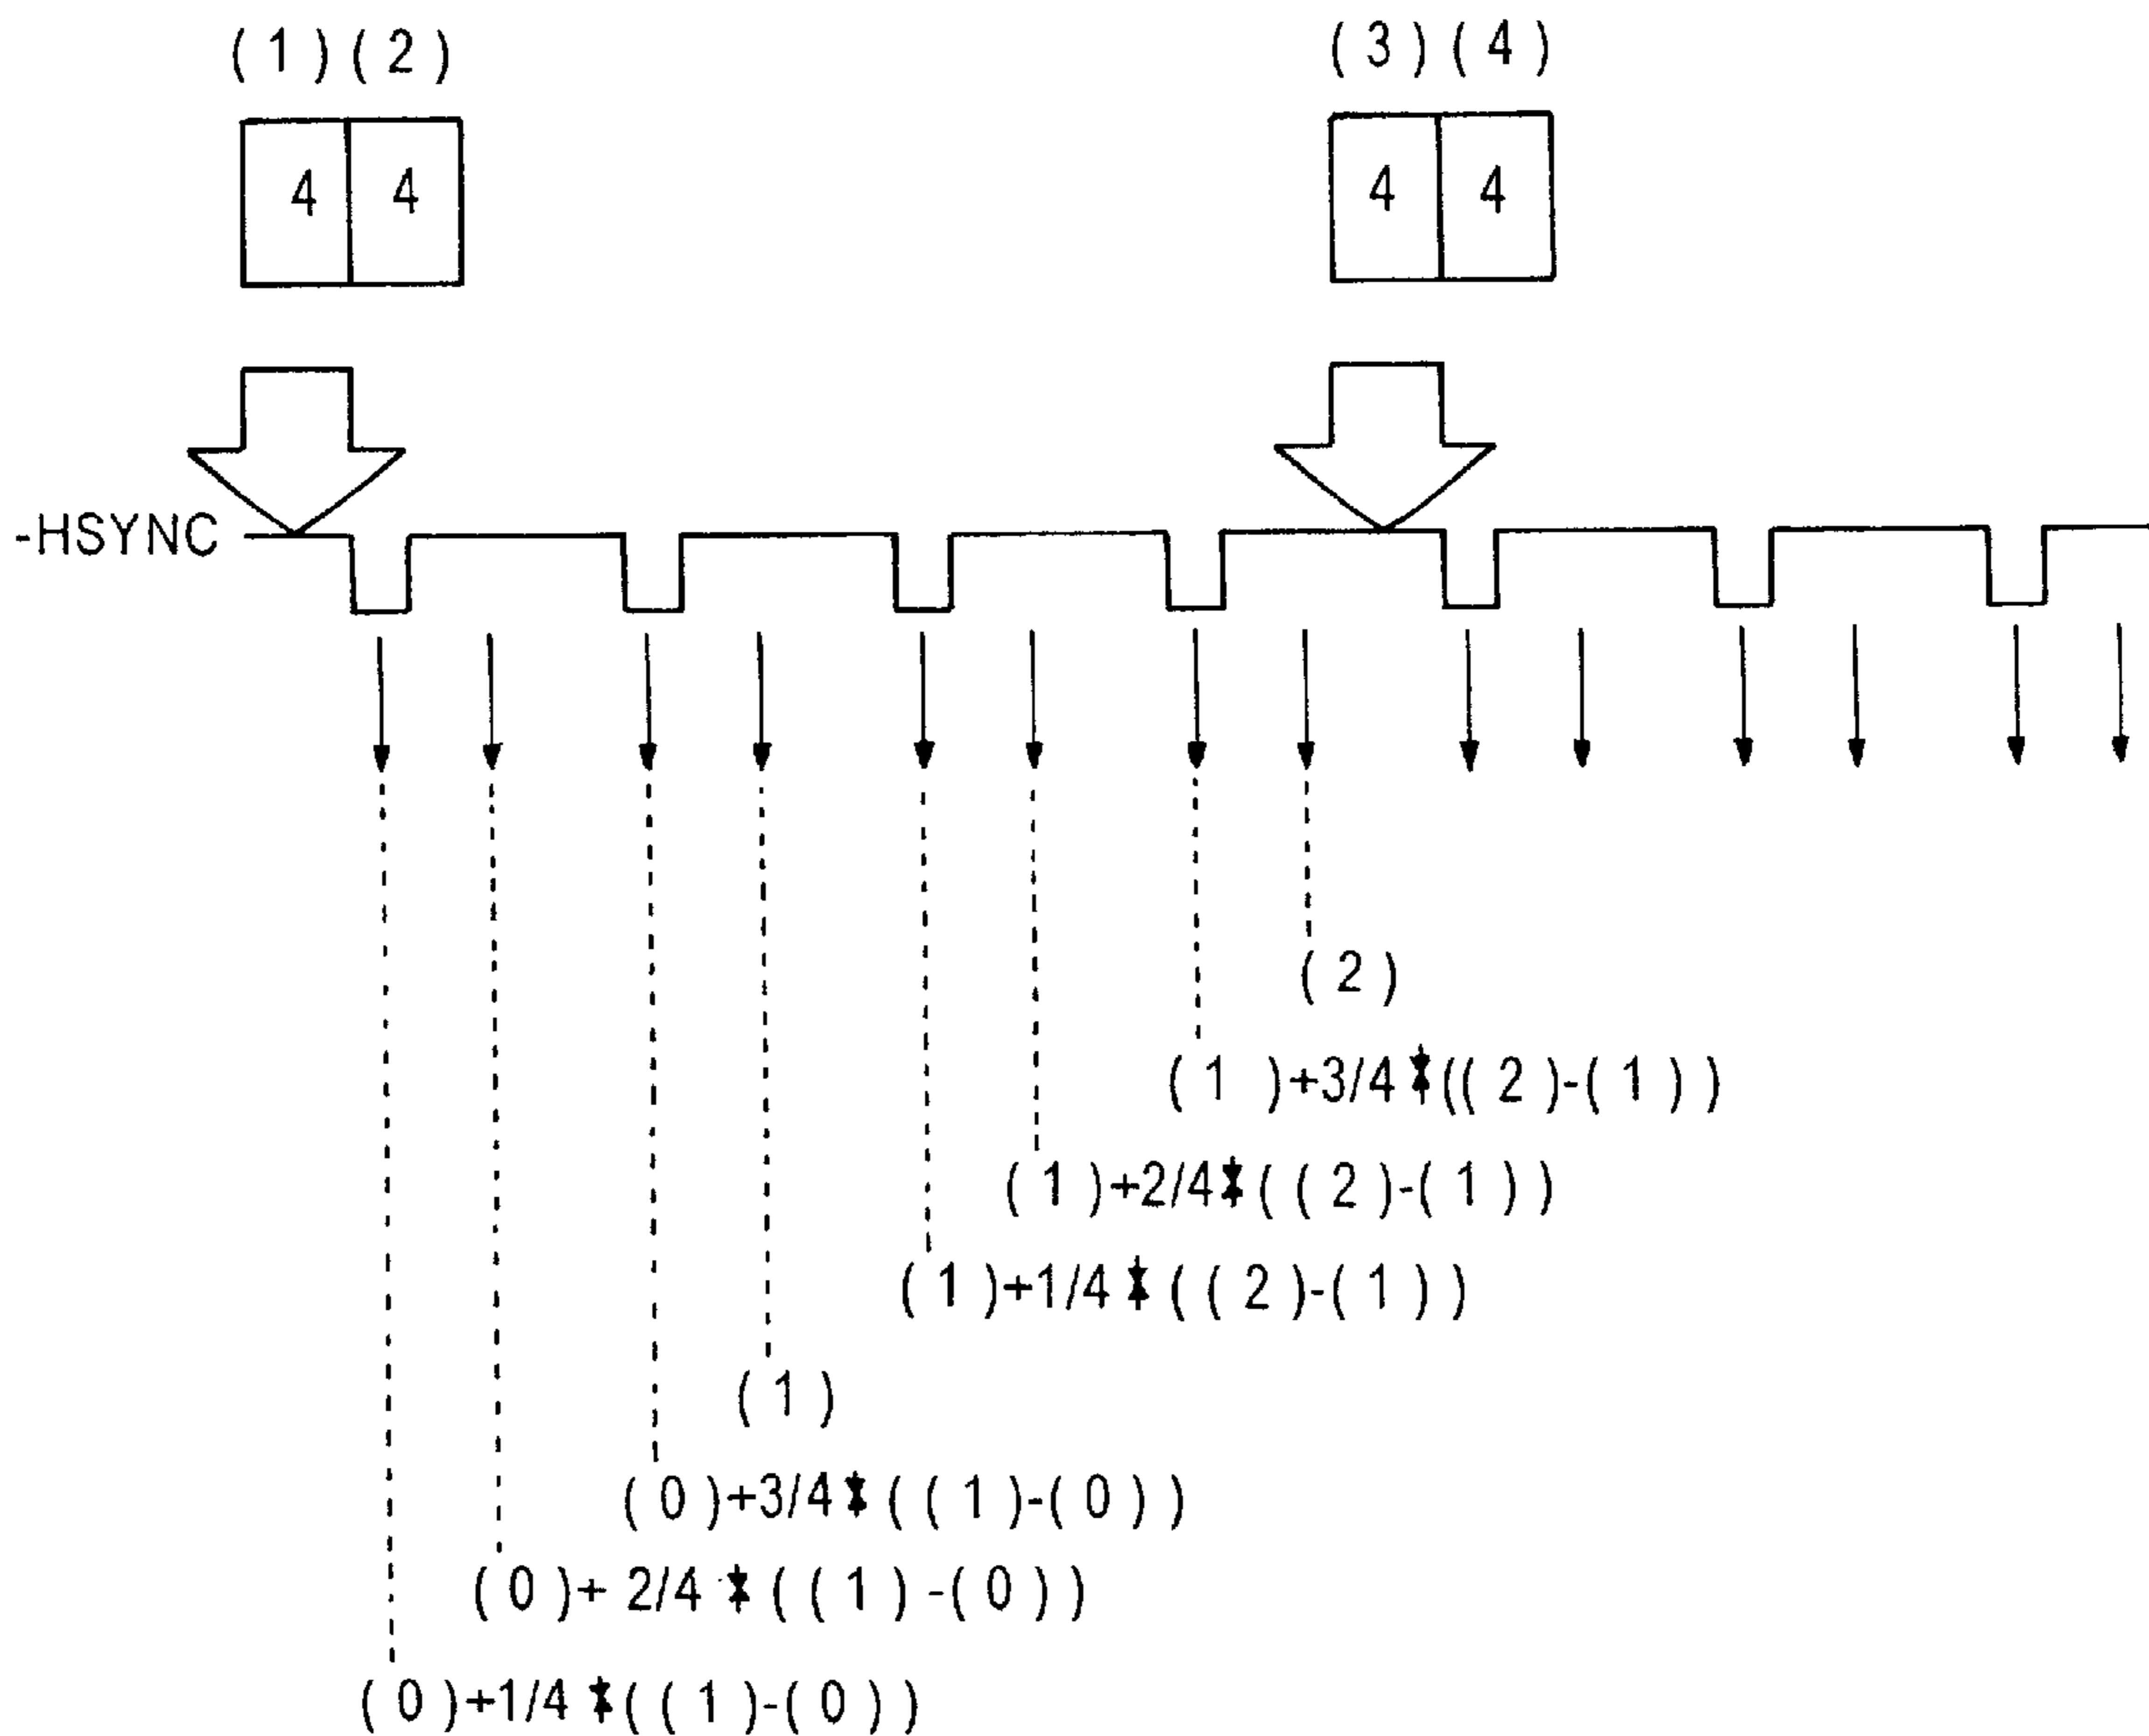 ( 1 ) ( 2 ) ( 3 ) ( 4 )
4 4 4 4
-HSYNC
( 2 )
( 1 )+3/4*(( 2 )-( 1 ))
( 1 )+2/4*( ( 2 )-( 1 ) )
( 1 )+1/4*( ( 2 )-( 1 ) )
( 1 )
( 0 )+3/4*( ( 1 )-( 0 ) )
( 0 )+ 2/4 *( ( 1 ) -( 0 ) )
( 0 )+1/4 *( ( 1 )-( 0 ) )